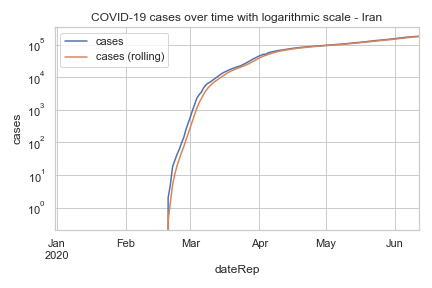 COVID-19 cases over time with logarithmic scale - Iran
cases
cases (rolling)
10^5
10^4
10^3
10^2
10^1
10^0
cases
Jan Feb Mar Apr May Jun
2020
dateRep